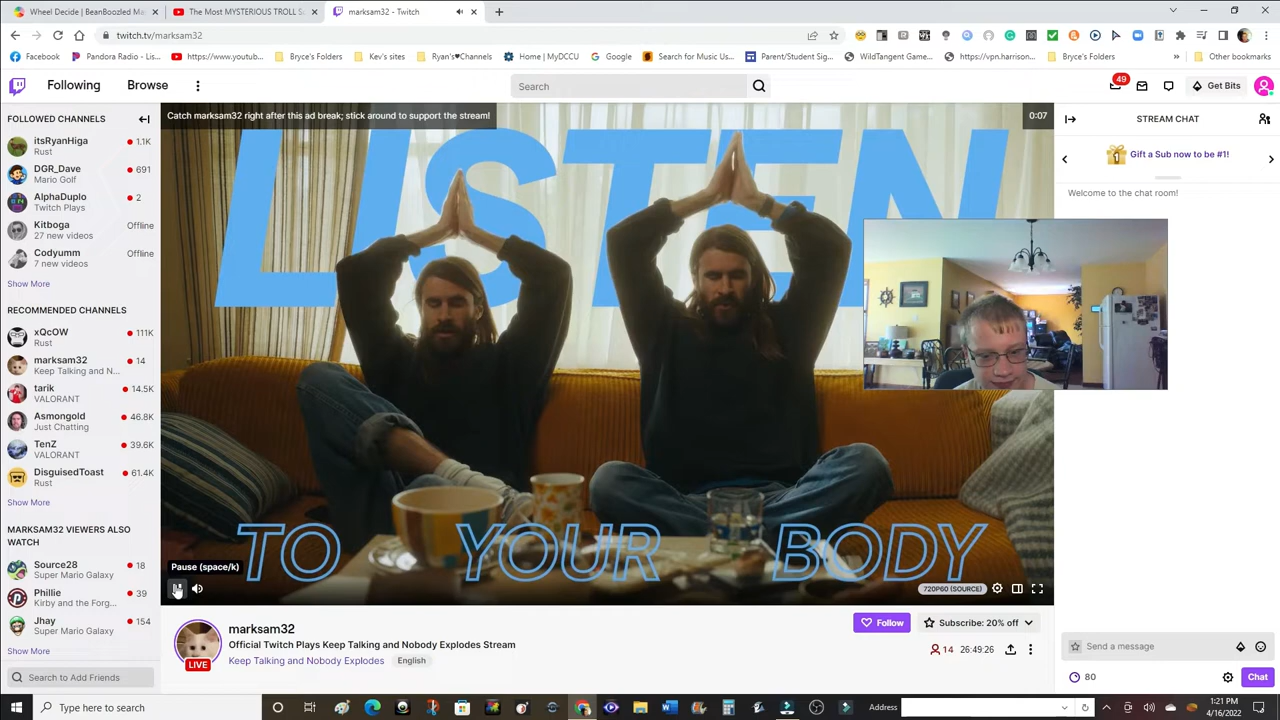 Wheel Decide | BeanBoozled Ma
The Most MYSTERIOUS TROLL S
marksam32 - Twitch
twitch.tv/marksam32
Facebook
Pandora Radio - Lis...
https://www.youtub...
Bryce's Folders
Kev's sites
Ryan's♥Channels
Home | MyDCCU
Google
Search for Music Us...
Parent/Student Sig...
WildTangent Game...
https://vpn.harrison...
Bryce's Folders
Other bookmarks
Following
Browse
Search
49
Get Bits
FOLLOWED CHANNELS
itsRyanHiga
1.1K
Rust
DGR_Dave
691
Mario Golf
AlphaDuplo
2
Twitch Plays
Kitboga
Offline
27 new videos
Codyumm
Offline
7 new videos
Show More
RECOMMENDED CHANNELS
xQcOW
111K
Rust
marksam32
14
Keep Talking and N...
tarik
14.5K
VALORANT
Asmongold
46.8K
Just Chatting
TenZ
39.6K
VALORANT
DisguisedToast
61.4K
Rust
Show More
MARKSAM32 VIEWERS ALSO
WATCH
Source28
18
Super Mario Galaxy
Phillie
39
Kirby and the Forg...
Jhay
154
Super Mario Galaxy
Show More
Search to Add Friends
Catch marksam32 right after this ad break; stick around to support the stream!
0:07
LISTEN
TO YOUR BODY
Pause (space/k)
720P60 (SOURCE)
LIVE
marksam32
Official Twitch Plays Keep Talking and Nobody Explodes Stream
Keep Talking and Nobody Explodes
English
Follow
Subscribe: 20% off
14
26:49:26
STREAM CHAT
1
Gift a Sub now to be #1!
Welcome to the chat room!
Send a message
80
Chat
Type here to search
Address
1:21 PM
4/16/2022